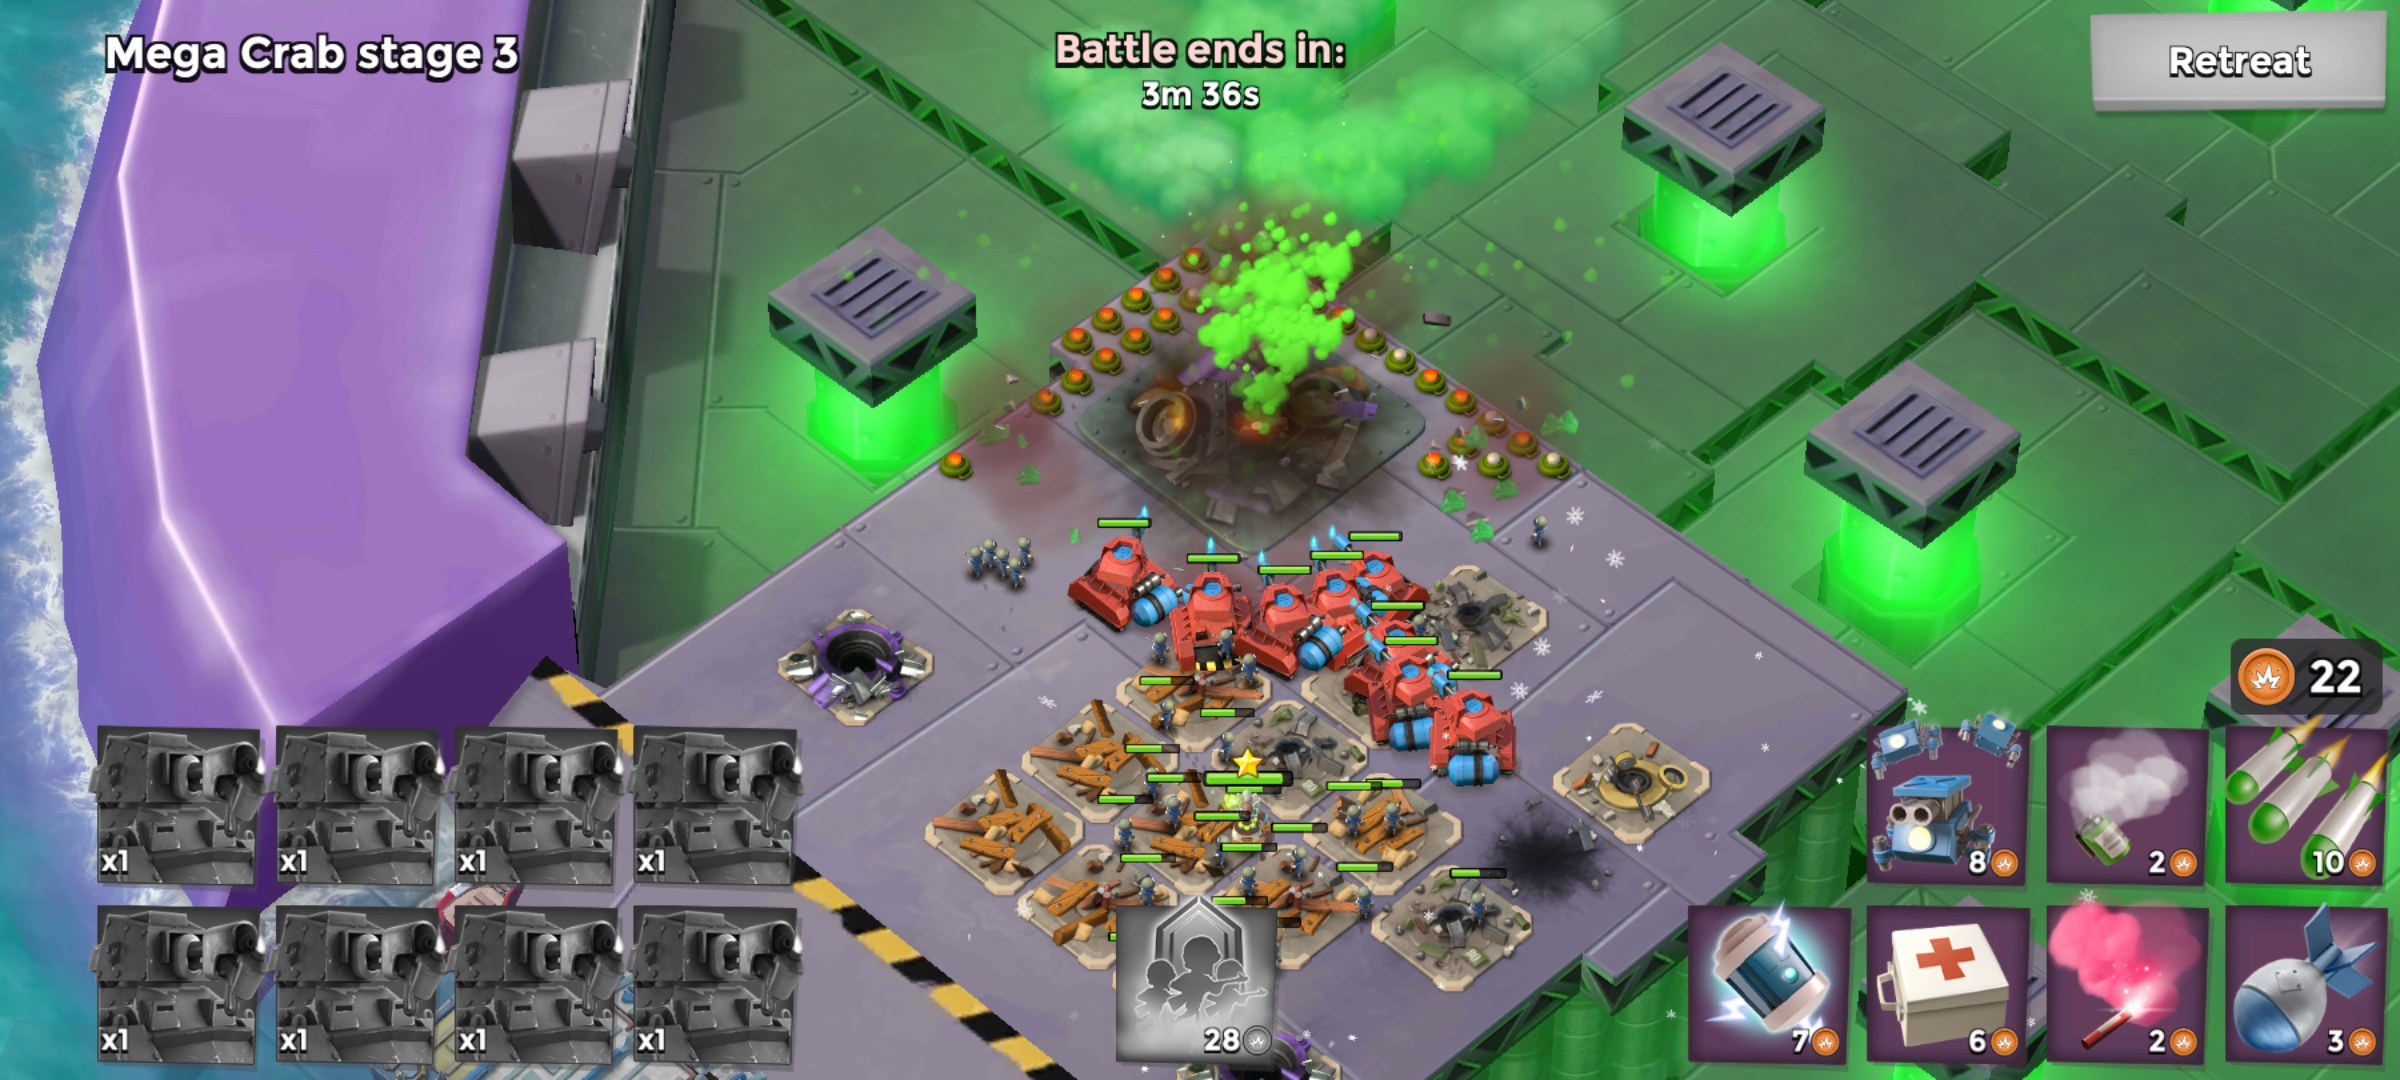 Mega Crab stage 3
Battle ends in:
3m 36s
Retreat
22
8
2
10
x1
x1
x1
x1
x1
x1
x1
x1
28
7
6
2
3